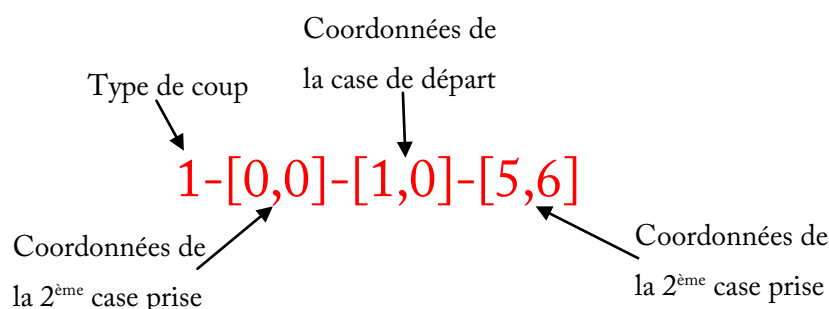 Coordonnées de
la case de départ
Type de coup
1-[0,0]-[1,0]-[5,6]
Coordonnées de
la 2ème case prise
Coordonnées de
la 2ème case prise